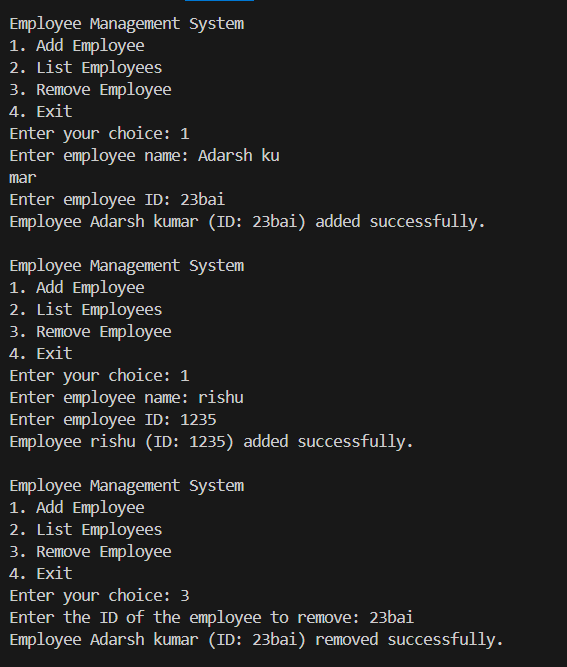 Employee Management System
1. Add Employee
2. List Employees
3. Remove Employee
4. Exit
Enter your choice: 1
Enter employee name: Adarsh ku
mar
Enter employee ID: 23bai
Employee Adarsh kumar (ID: 23bai) added successfully.

Employee Management System
1. Add Employee
2. List Employees
3. Remove Employee
4. Exit
Enter your choice: 1
Enter employee name: rishu
Enter employee ID: 1235
Employee rishu (ID: 1235) added successfully.

Employee Management System
1. Add Employee
2. List Employees
3. Remove Employee
4. Exit
Enter your choice: 3
Enter the ID of the employee to remove: 23bai
Employee Adarsh kumar (ID: 23bai) removed successfully.